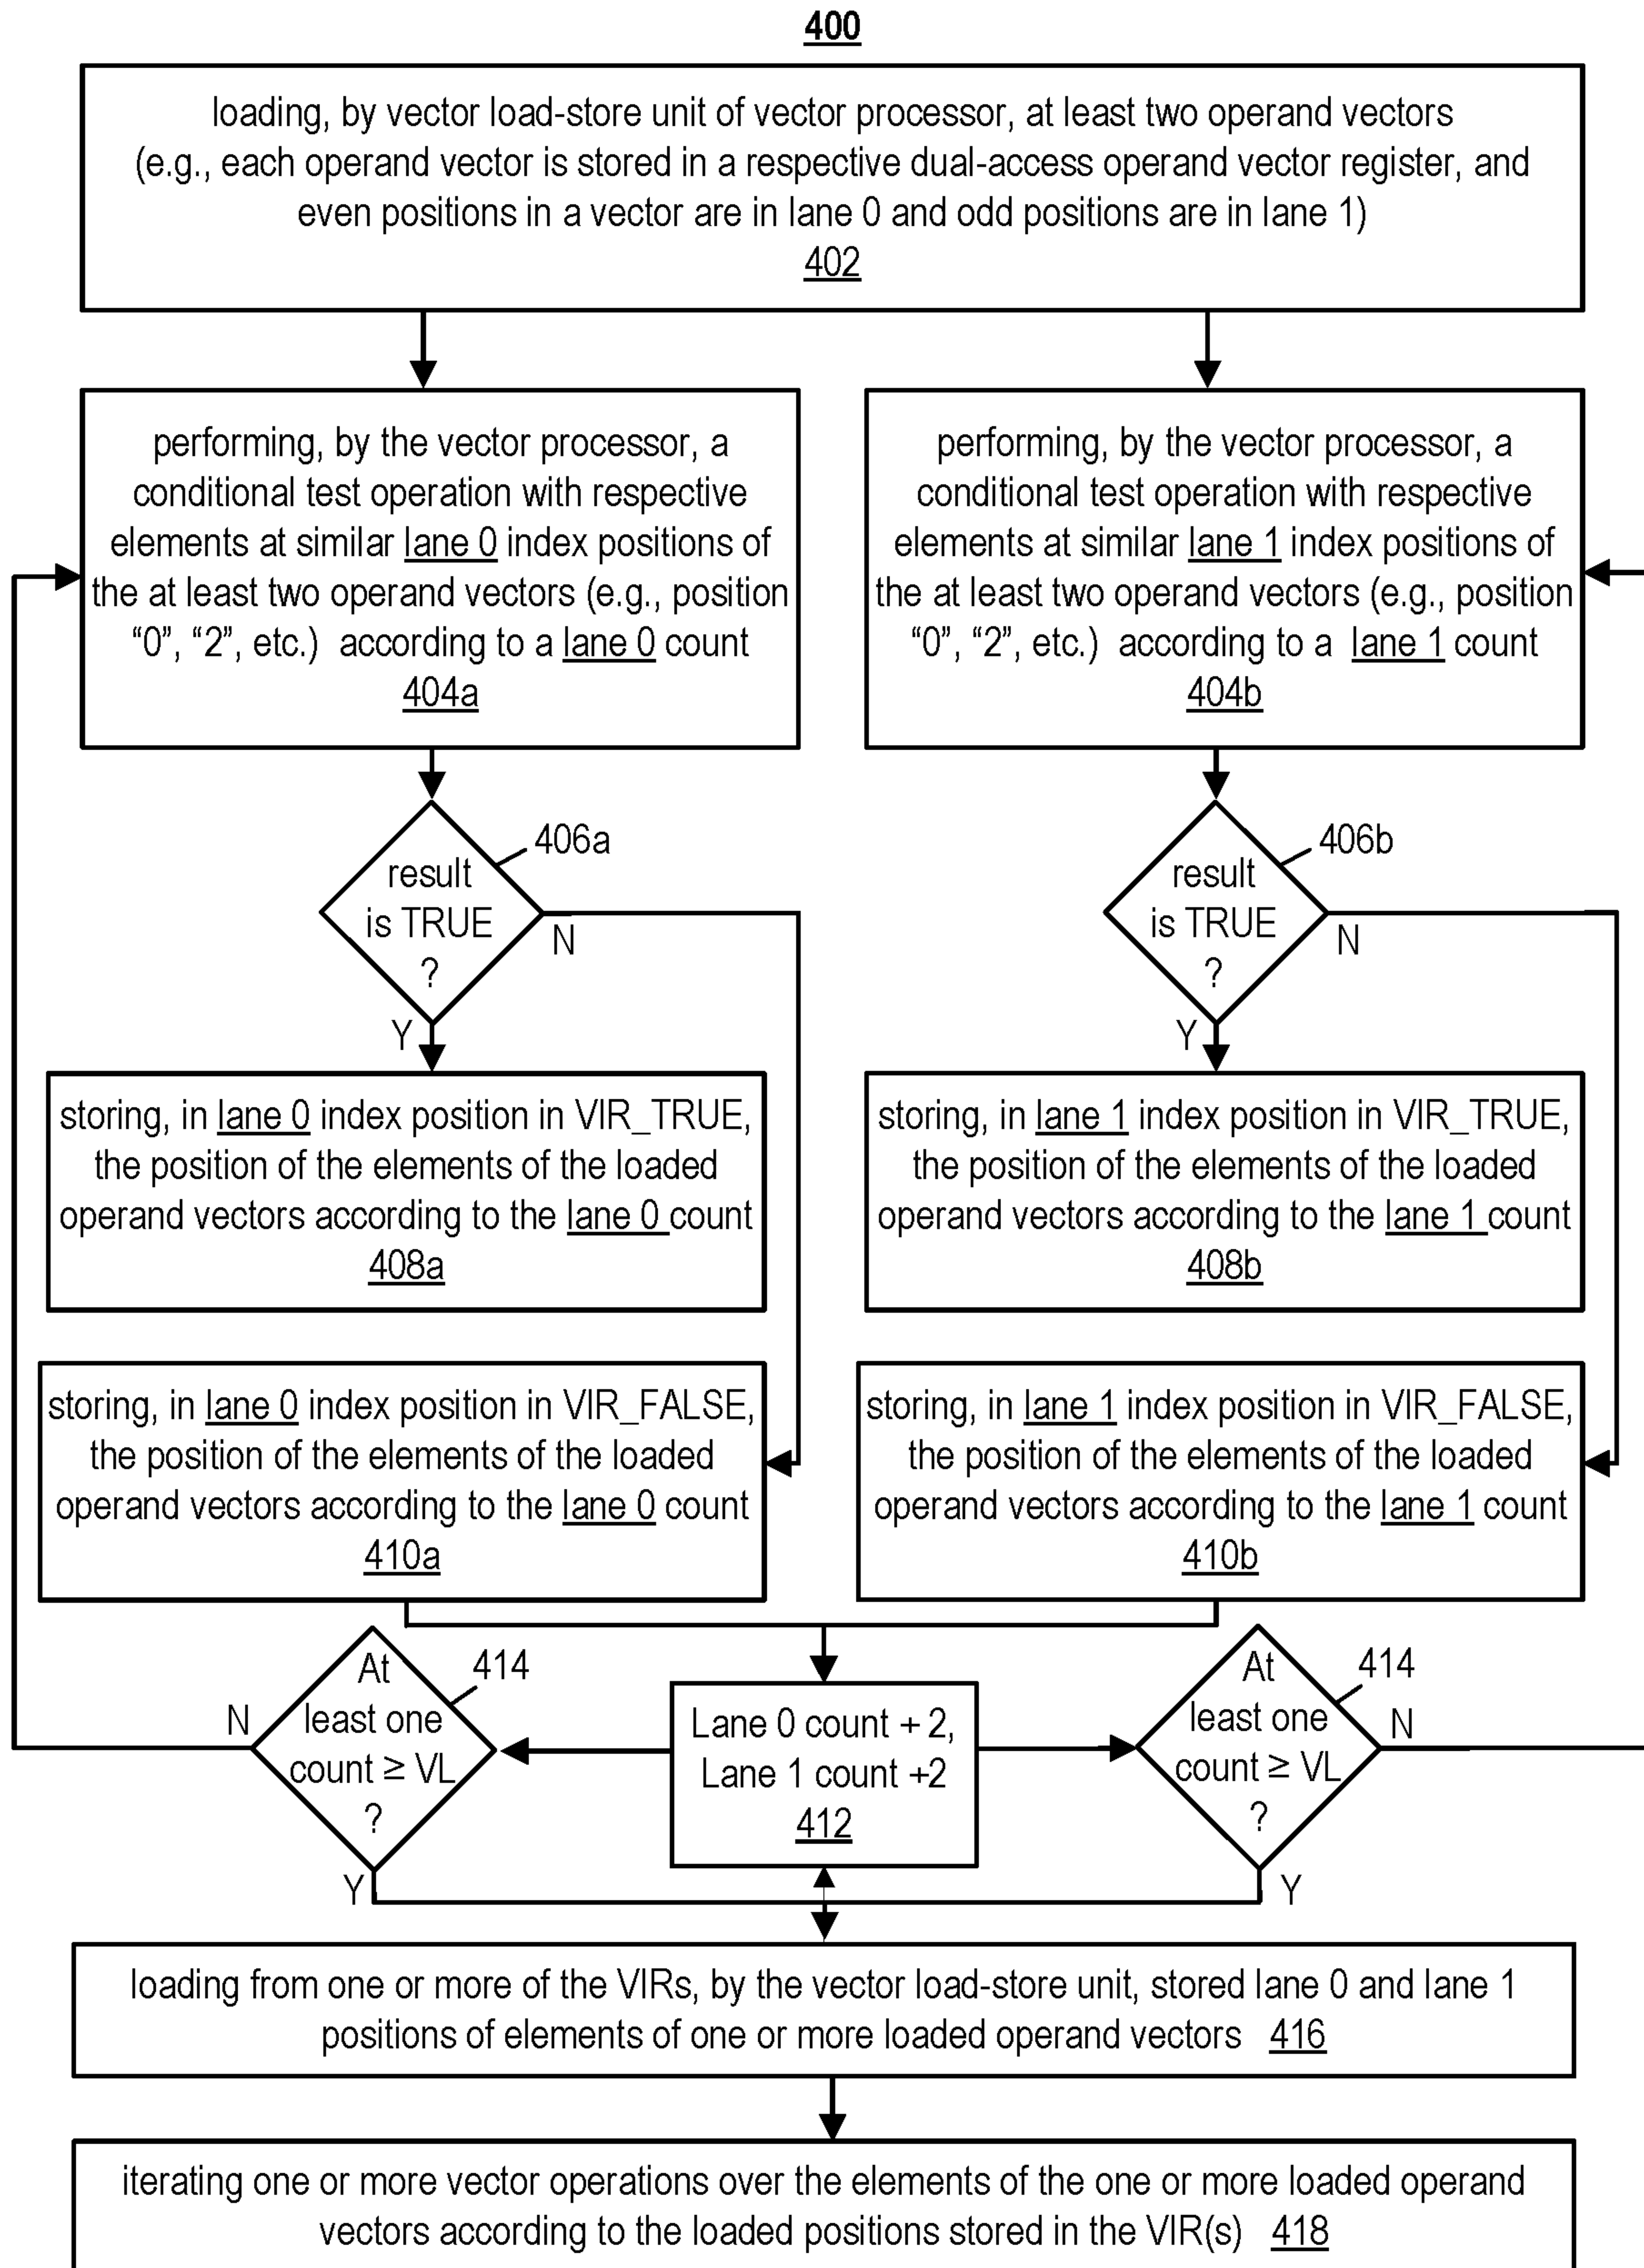 400
loading, by vector load-store unit of vector processor, at least two operand vectors
(e.g., each operand vector is stored in a respective dual-access operand vector register, and
even positions in a vector are in lane 0 and odd positions are in lane 1)
402
performing, by the vector processor, a
conditional test operation with respective
elements at similar lane 0 index positions of
the at least two operand vectors (e.g., position
“0”, “2”, etc.) according to a lane 0 count
404a
performing, by the vector processor, a
conditional test operation with respective
elements at similar lane 1 index positions of
the at least two operand vectors (e.g., position
“0”, “2”, etc.) according to a lane 1 count
404b
406a
result
is TRUE
?
N
Y
406b
result
is TRUE
?
N
Y
storing, in lane 0 index position in VIR_TRUE,
the position of the elements of the loaded
operand vectors according to the lane 0 count
408a
storing, in lane 1 index position in VIR_TRUE,
the position of the elements of the loaded
operand vectors according to the lane 1 count
408b
storing, in lane 0 index position in VIR_FALSE,
the position of the elements of the loaded
operand vectors according to the lane 0 count
410a
storing, in lane 1 index position in VIR_FALSE,
the position of the elements of the loaded
operand vectors according to the lane 1 count
410b
414
At
least one
count ≥ VL
?
N
Y
Lane 0 count + 2,
Lane 1 count +2
412
414
At
least one
count ≥ VL
?
N
Y
loading from one or more of the VIRs, by the vector load-store unit, stored lane 0 and lane 1
positions of elements of one or more loaded operand vectors 416
iterating one or more vector operations over the elements of the one or more loaded operand
vectors according to the loaded positions stored in the VIR(s) 418